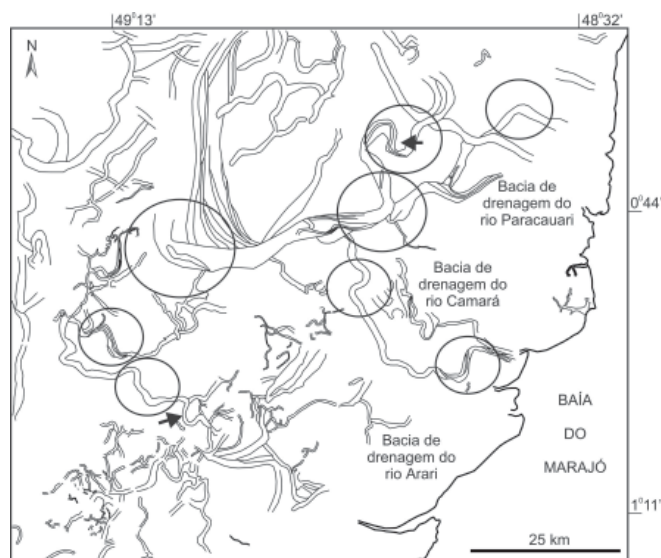 49°13'
48°32'
N
Bacia de
drenagem do
rio Paracauari
0°44'
Bacia de
drenagem do
rio Camará
BAÍA
DO
MARAJÓ
Bacia de
drenagem do
rio Arari
1°11'
25 km